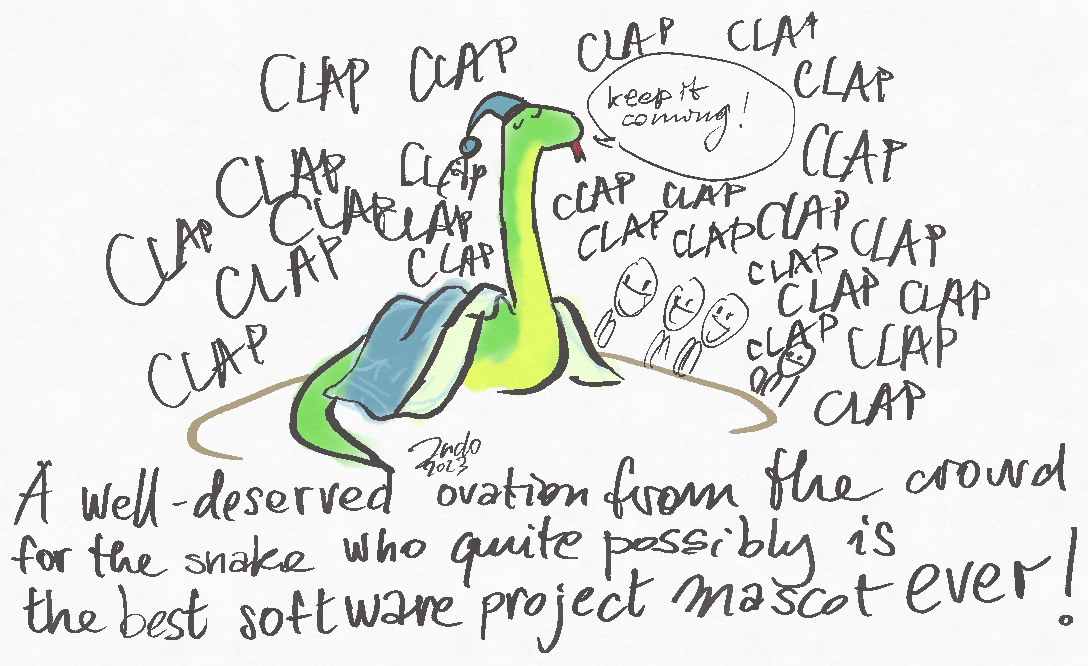 CLAP CLAP CLAP CLAP
keep it
coming!
CLAP
CLAP
CLAP CLAP
CLAP CLAP CLAP CLAP
CLAP CLAP CLAP
CLAP CLAP CLAP CLAP
CLAP CLAP
CLAP CLAP
CLAP CLAP
CLAP
CLAP
2023
A well-deserved ovation from the crowd
for the snake who quite possibly is
the best software project mascot ever!